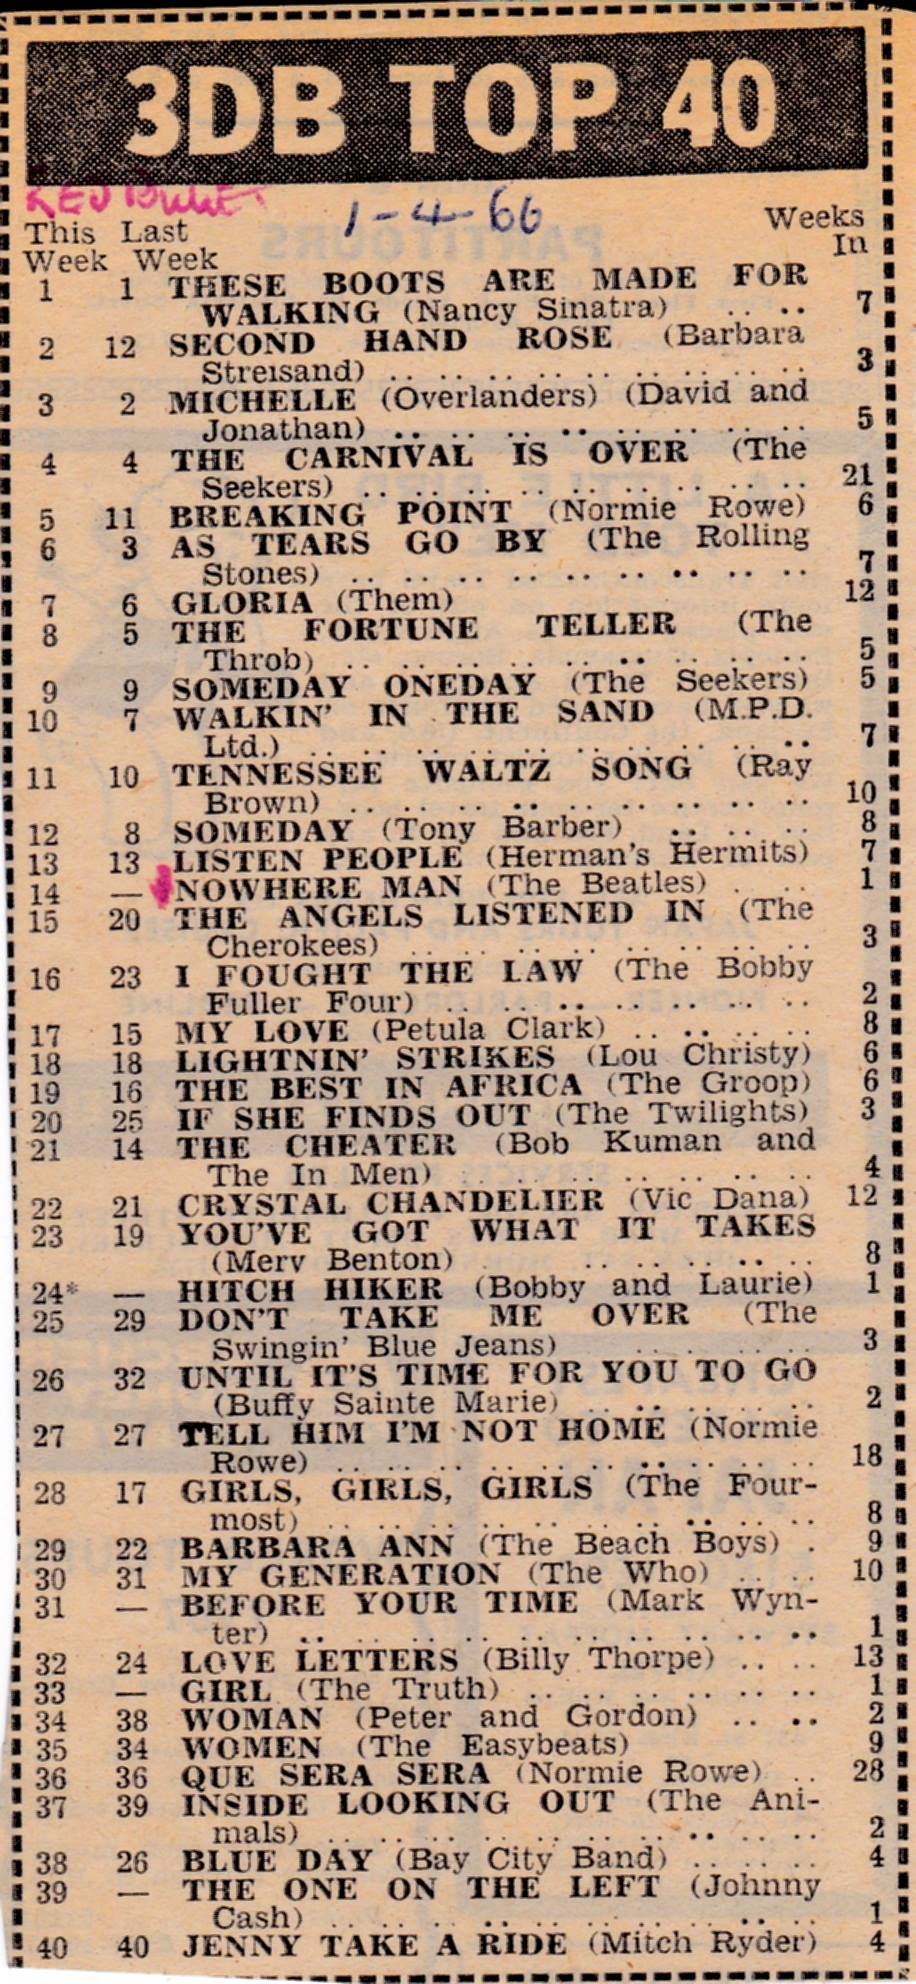 3DB TOP 40
RED Bullet
1-4-66
This Last Weeks
Week Week In
1 1 THESE BOOTS ARE MADE FOR
WALKING (Nancy Sinatra) .. .. 7
2 12 SECOND HAND ROSE (Barbara
Streisand) .. .. .. .. .. .. .. .. .. 3
3 2 MICHELLE (Overlanders) (David and
Jonathan) .. .. .. .. .. .. .. .. .. 5
4 4 THE CARNIVAL IS OVER (The
Seekers) .. .. .. .. .. .. .. .. .. .. 21
5 11 BREAKING POINT (Normie Rowe) 6
6 3 AS TEARS GO BY (The Rolling
Stones) .. .. .. .. .. .. .. .. .. .. 7
7 6 GLORIA (Them) 12
8 5 THE FORTUNE TELLER (The
Throb) .. .. .. .. .. .. .. .. .. .. 5
9 9 SOMEDAY ONEDAY (The Seekers) 5
10 7 WALKIN' IN THE SAND (M.P.D.
Ltd.) .. .. .. .. .. .. .. .. .. .. 7
11 10 TENNESSEE WALTZ SONG (Ray
Brown) .. .. .. .. .. .. .. .. .. .. 10
12 8 SOMEDAY (Tony Barber) .. .. .. 8
13 13 LISTEN PEOPLE (Herman's Hermits) 7
14 — NOWHERE MAN (The Beatles) . .. 1
15 20 THE ANGELS LISTENED IN (The
Cherokees) .. .. .. .. .. .. .. .. .. 3
16 23 I FOUGHT THE LAW (The Bobby
Fuller Four) .. .. .. .. .. .. .. .. 2
17 15 MY LOVE (Petula Clark) .. .. .. .. 8
18 18 LIGHTNIN' STRIKES (Lou Christy) 6
19 16 THE BEST IN AFRICA (The Groop) 6
20 25 IF SHE FINDS OUT (The Twilights) 3
21 14 THE CHEATER (Bob Kuman and
The In Men) .. .. .. .. .. .. .. .. 4
22 21 CRYSTAL CHANDELIER (Vic Dana) 12
23 19 YOU'VE GOT WHAT IT TAKES
(Merv Benton) . .. .. .. .. .. 8
24* — HITCH HIKER (Bobby and Laurie) 1
25 29 DON'T TAKE ME OVER (The
Swingin' Blue Jeans) .. .. .. .. 3
26 32 UNTIL IT'S TIME FOR YOU TO GO
(Buffy Sainte Marie) .. .. .. .. .. 2
27 27 TELL HIM I'M NOT HOME (Normie
Rowe) .. .. .. .. .. .. .. .. .. .. 18
28 17 GIRLS, GIRLS, GIRLS (The Four-
most) .. .. .. .. .. .. .. .. .. .. 8
29 22 BARBARA ANN (The Beach Boys) . 9
30 31 MY GENERATION (The Who) .. .. 10
31 — BEFORE YOUR TIME (Mark Wyn-
ter) .. .. .. .. .. .. .. .. .. .. .. 1
32 24 LOVE LETTERS (Billy Thorpe) .. .. 13
33 — GIRL (The Truth) .. .. .. .. .. .. 1
34 38 WOMAN (Peter and Gordon) .. .. 2
35 34 WOMEN (The Easybeats) 9
36 36 QUE SERA SERA (Normie Rowe) .. 28
37 39 INSIDE LOOKING OUT (The Ani-
mals) .. .. .. .. .. .. .. .. .. .. 2
38 26 BLUE DAY (Bay City Band) .. .. .. 4
39 — THE ONE ON THE LEFT (Johnny
Cash) .. .. .. .. .. .. .. .. .. .. 1
40 40 JENNY TAKE A RIDE (Mitch Ryder) 4